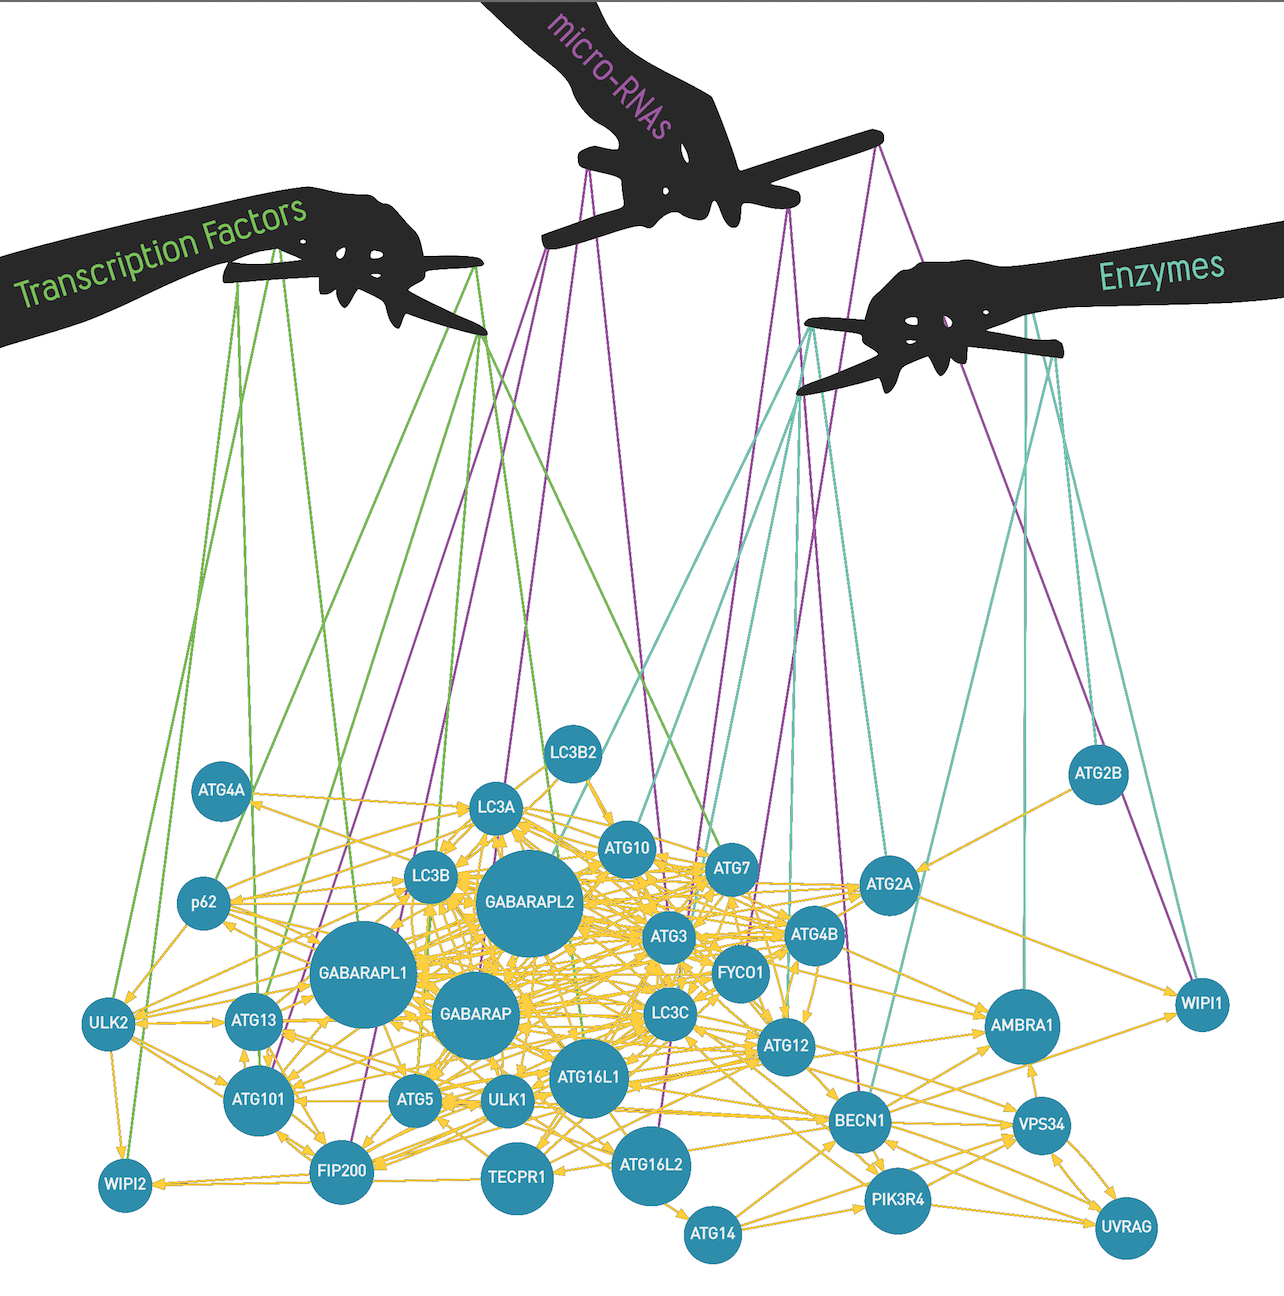 micro-RNAs
Transcription Factors
Enzymes
LC3B2
ATG2B
ATG4A
LC3A
ATG10
ATG7
LC3B
ATG2A
p62
GABARAPL2
ATG3
ATG4B
GABARAPL1
FYCO1
WIPI1
ULK2
ATG13
GABARAP
LC3C
AMBRA1
ATG12
ATG16L1
ATG101
ATG5
ULK1
BECN1
VPS34
FIP200
ATG16L2
TECPR1
WIPI2
PIK3R4
ATG14
UVRAG